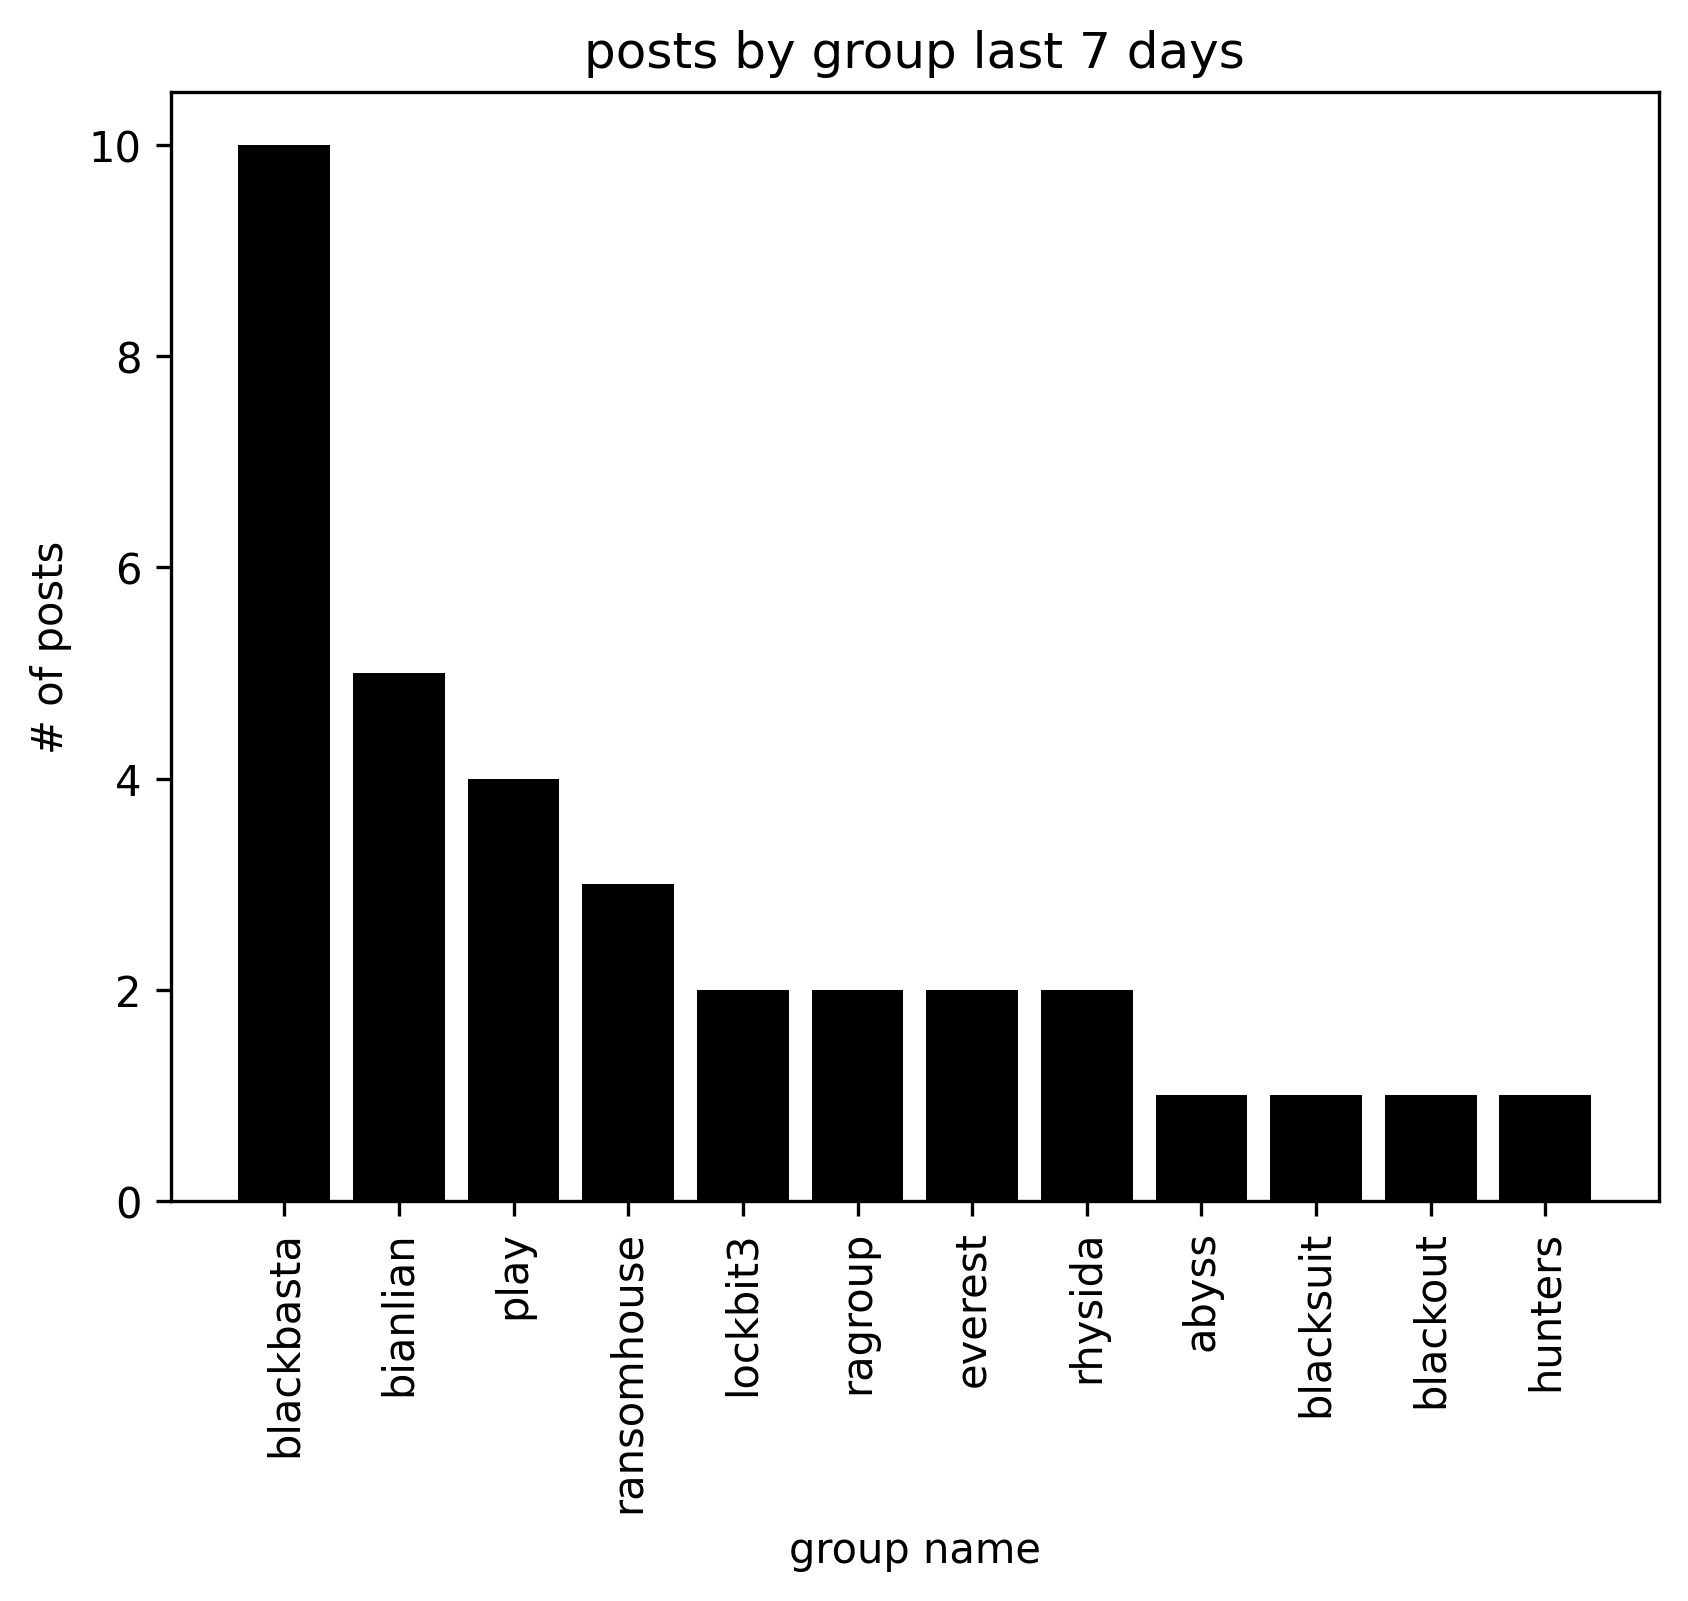 posts by group last 7 days
# of posts
10
8
6
4
2
0
blackbasta
bianlian
play
ransomhouse
lockbit3
ragroup
everest
rhysida
abyss
blacksuit
blackout
hunters
group name